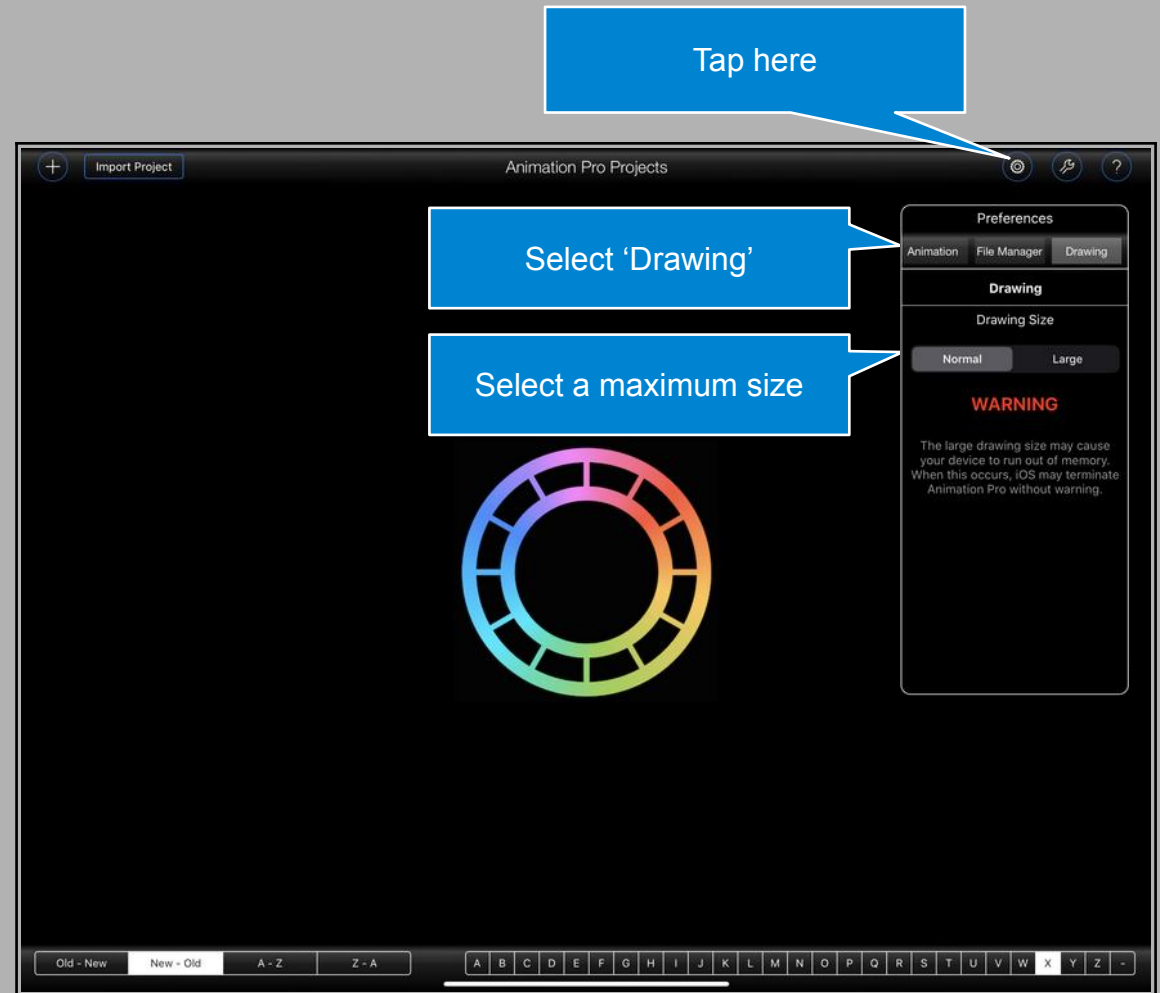 Tap here
+ Import Project Animation Pro Projects ?
Select ‘Drawing’
Preferences
Animation File Manager Drawing
Drawing
Drawing Size
Select a maximum size
Normal Large
WARNING
The large drawing size may cause
your device to run out of memory.
When this occurs, iOS may terminate
Animation Pro without warning.
Old - New New - Old A - Z Z - A A B C D E F G H I J K L M N O P Q R S T U V W X Y Z -